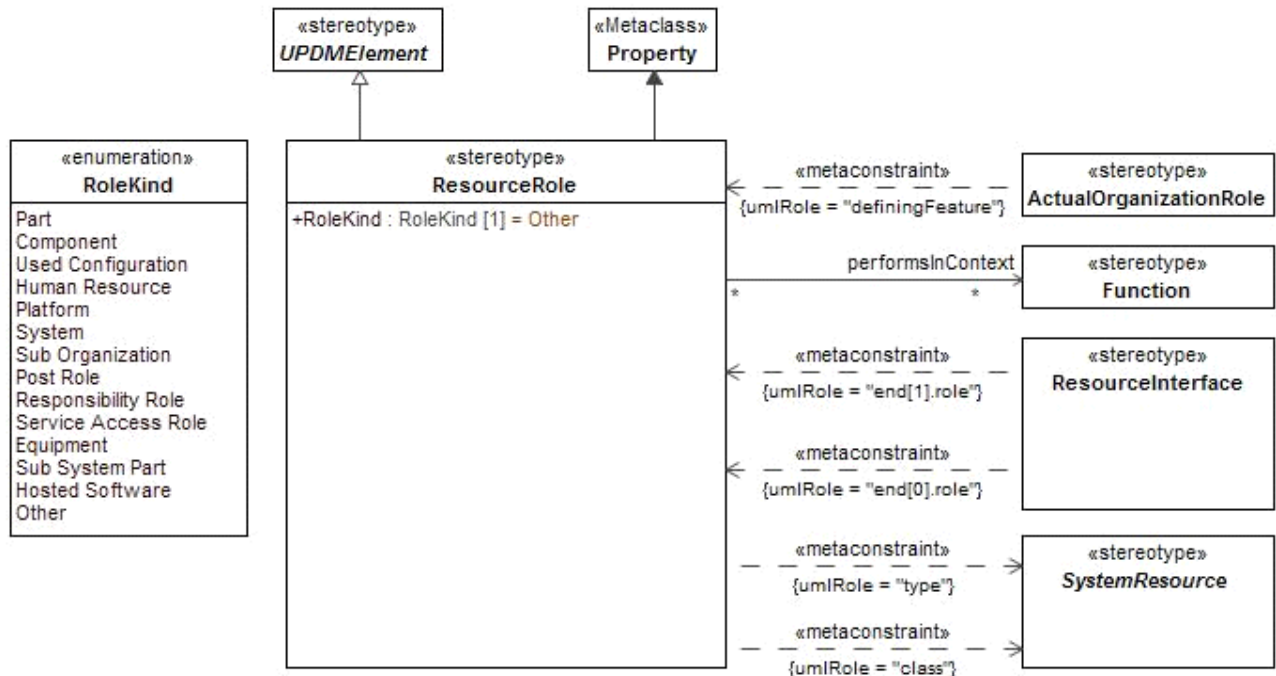 «stereotype»
UPDMElement
«Metaclass»
Property
«enumeration»
RoleKind
Part
Component
Used Configuration
Human Resource
Platform
System
Sub Organization
Post Role
Responsibility Role
Service Access Role
Equipment
Sub System Part
Hosted Software
Other
«stereotype»
ResourceRole
+RoleKind : RoleKind [1] = Other
«metaconstraint»
{umlRole = "definingFeature"}
«stereotype»
ActualOrganizationRole
performsInContext
* *
«stereotype»
Function
«metaconstraint»
{umlRole = "end[1].role"}
«metaconstraint»
{umlRole = "end[0].role"}
«stereotype»
ResourceInterface
«metaconstraint»
{umlRole = "type"}
«metaconstraint»
{umlRole = "class"}
«stereotype»
SystemResource